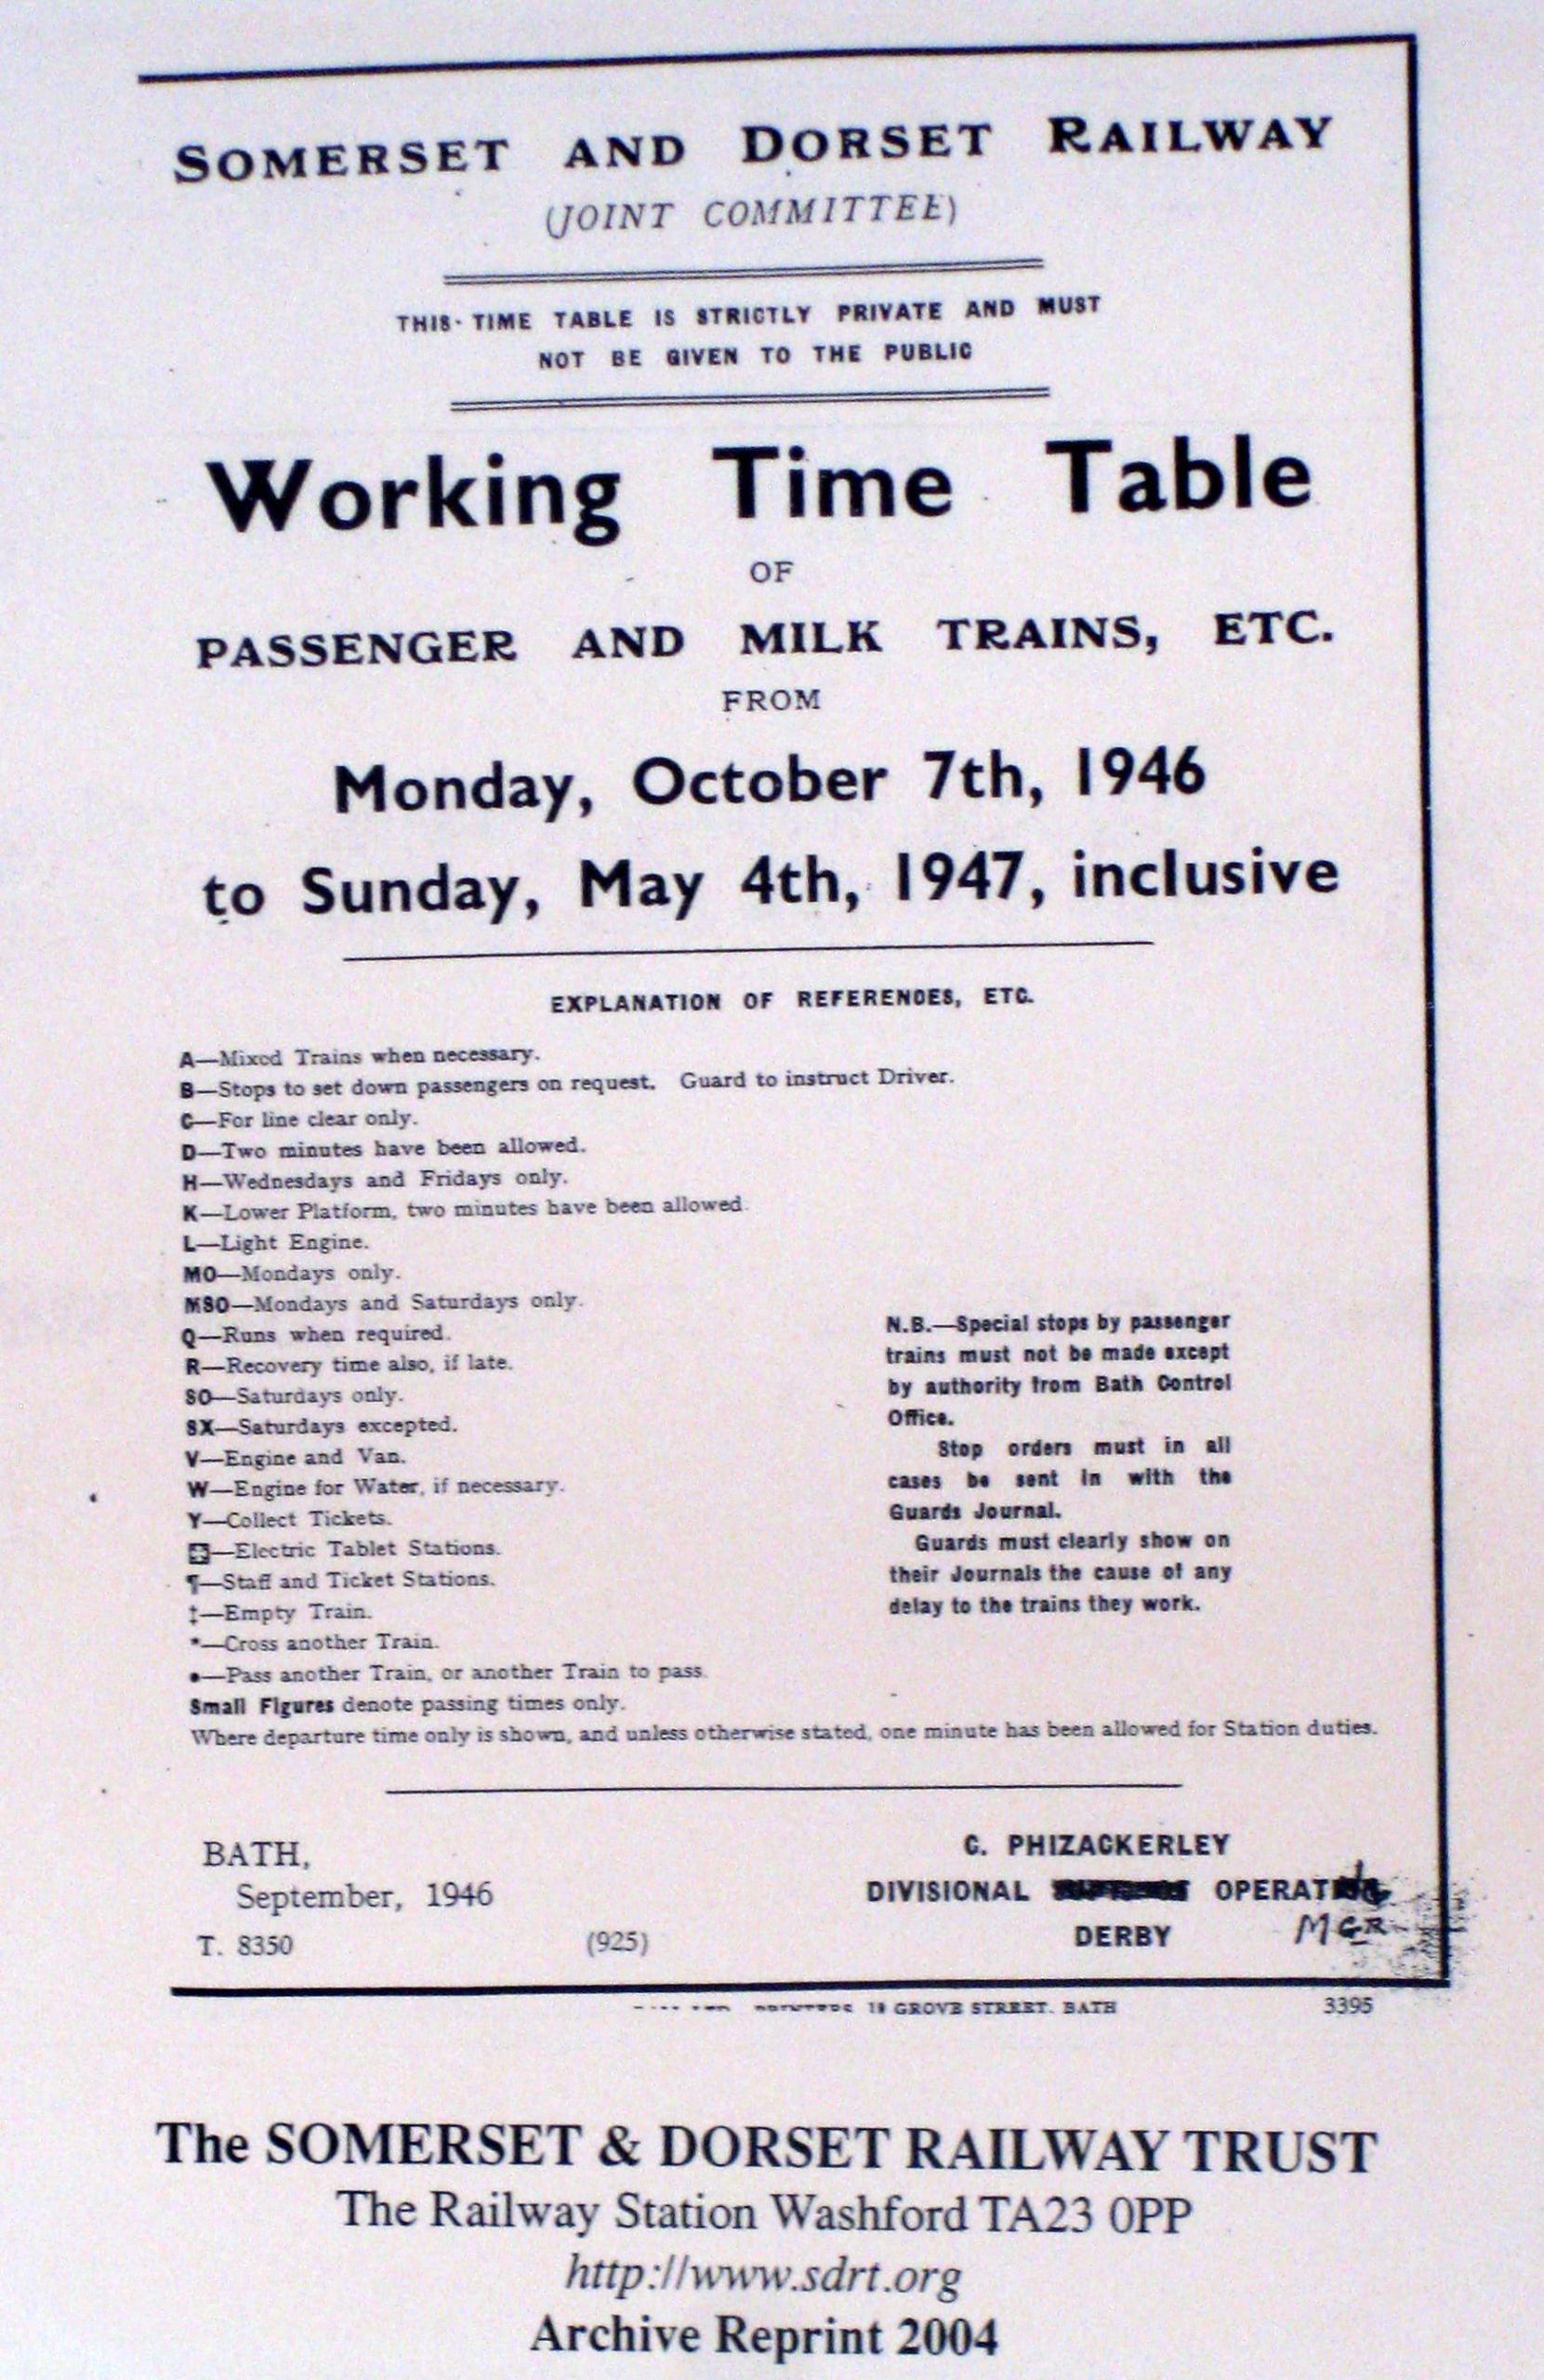 SOMERSET AND DORSET RAILWAY
(JOINT COMMITTEE)
THIS TIME TABLE IS STRICTLY PRIVATE AND MUST
NOT BE GIVEN TO THE PUBLIC
Working Time Table
OF
PASSENGER AND MILK TRAINS, ETC.
FROM
Monday, October 7th, 1946
to Sunday, May 4th, 1947, inclusive
EXPLANATION OF REFERENCES, ETC.
A—Mixed Trains when necessary.
B—Stops to set down passengers on request. Guard to instruct Driver.
C—For line clear only.
D—Two minutes have been allowed.
H—Wednesdays and Fridays only.
K—Lower Platform, two minutes have been allowed.
L—Light Engine.
MO—Mondays only.
MSO—Mondays and Saturdays only.
Q—Runs when required.
R—Recovery time also, if late.
SO—Saturdays only.
SX—Saturdays excepted.
V—Engine and Van.
W—Engine for Water, if necessary.
Y—Collect Tickets.
—Electric Tablet Stations.
¶—Staff and Ticket Stations.
‡—Empty Train.
*—Cross another Train.
●—Pass another Train, or another Train to pass.
Small Figures denote passing times only.
Where departure time only is shown, and unless otherwise stated, one minute has been allowed for Station duties.
N.B.—Special stops by passenger
trains must not be made except
by authority from Bath Control
Office.
Stop orders must in all
cases be sent in with the
Guards Journal.
Guards must clearly show on
their Journals the cause of any
delay to the trains they work.
BATH,
September, 1946
T. 8350
(925)
C. PHIZACKERLEY
DIVISIONAL OPERATING
DERBY MGR
GROVE STREET. BATH
3395
The SOMERSET & DORSET RAILWAY TRUST
The Railway Station Washford TA23 0PP
http://www.sdrt.org
Archive Reprint 2004